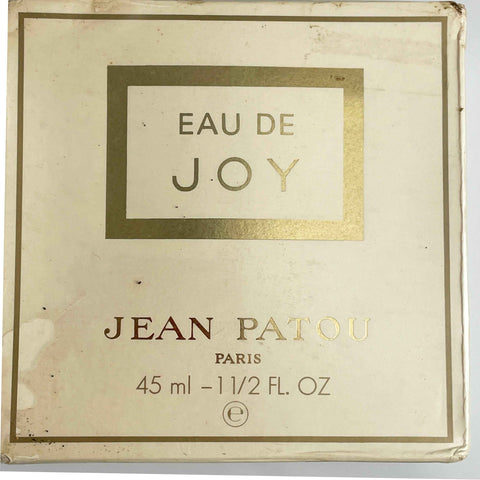 EAU DE
JOY
JEAN PATOU
PARIS
45 ml – 1 1/2 FL. OZ
℮